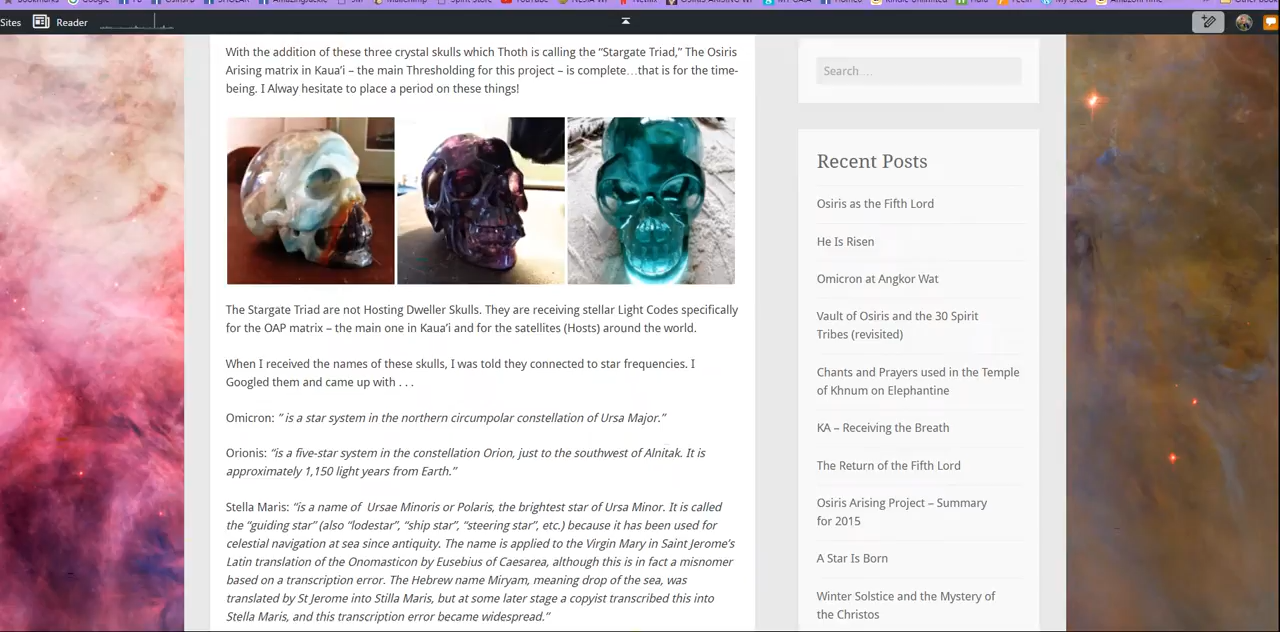 Sites Reader
With the addition of these three crystal skulls which Thoth is calling the “Stargate Triad,” The Osiris
Arising matrix in Kaua’i – the main Thresholding for this project – is complete…that is for the time-
being. I Alway hesitate to place a period on these things!
The Stargate Triad are not Hosting Dweller Skulls. They are receiving stellar Light Codes specifically
for the OAP matrix – the main one in Kaua’i and for the satellites (Hosts) around the world.
When I received the names of these skulls, I was told they connected to star frequencies. I
Googled them and came up with . . .
Omicron: ” is a star system in the northern circumpolar constellation of Ursa Major.”
Orionis: “is a five-star system in the constellation Orion, just to the southwest of Alnitak. It is
approximately 1,150 light years from Earth.”
Stella Maris: “is a name of Ursae Minoris or Polaris, the brightest star of Ursa Minor. It is called
the “guiding star” (also “lodestar”, “ship star”, “steering star”, etc.) because it has been used for
celestial navigation at sea since antiquity. The name is applied to the Virgin Mary in Saint Jerome’s
Latin translation of the Onomasticon by Eusebius of Caesarea, although this is in fact a misnomer
based on a transcription error. The Hebrew name Miryam, meaning drop of the sea, was
translated by St Jerome into Stilla Maris, but at some later stage a copyist transcribed this into
Stella Maris, and this transcription error became widespread.”
Search …
Recent Posts
Osiris as the Fifth Lord
He Is Risen
Omicron at Angkor Wat
Vault of Osiris and the 30 Spirit
Tribes (revisited)
Chants and Prayers used in the Temple
of Khnum on Elephantine
KA – Receiving the Breath
The Return of the Fifth Lord
Osiris Arising Project – Summary
for 2015
A Star Is Born
Winter Solstice and the Mystery of
the Christos